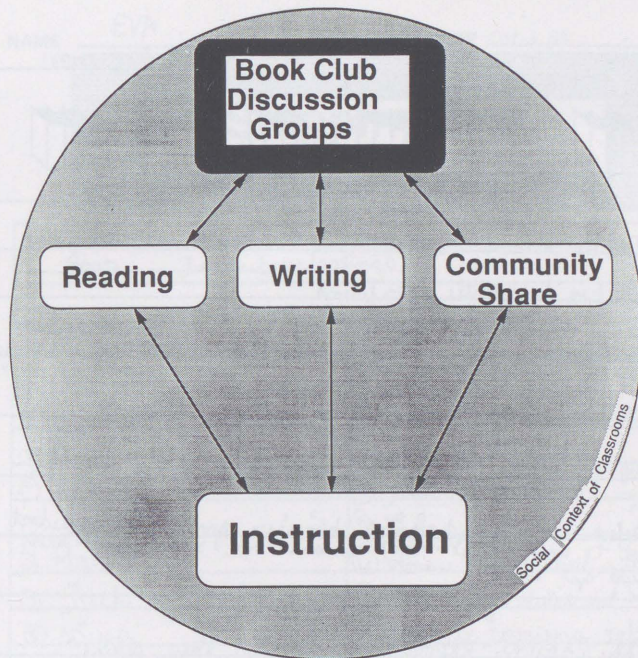 Book Club
Discussion
Groups
Reading
Writing
Community
Share
Instruction
Social Context of Classrooms